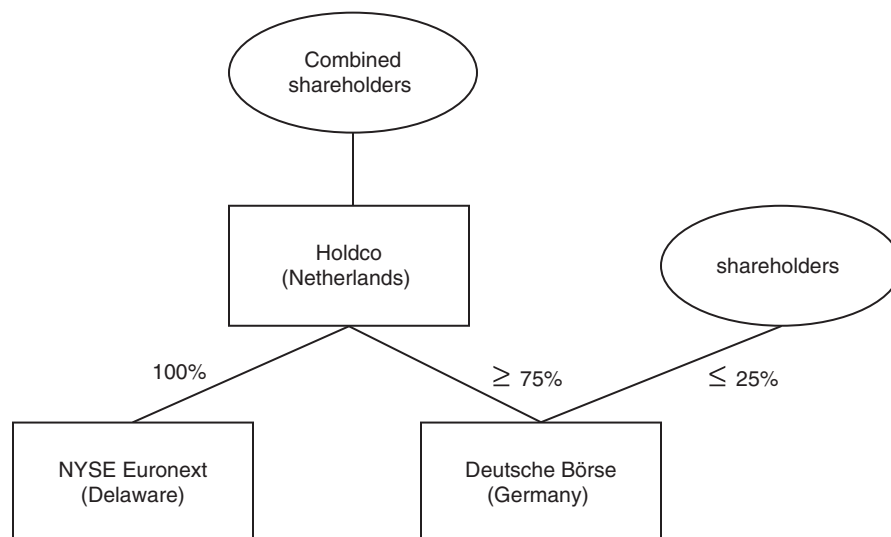 Combined
shareholders
Holdco
(Netherlands)
shareholders
100%
≥ 75%
≤ 25%
NYSE Euronext
(Delaware)
Deutsche Börse
(Germany)